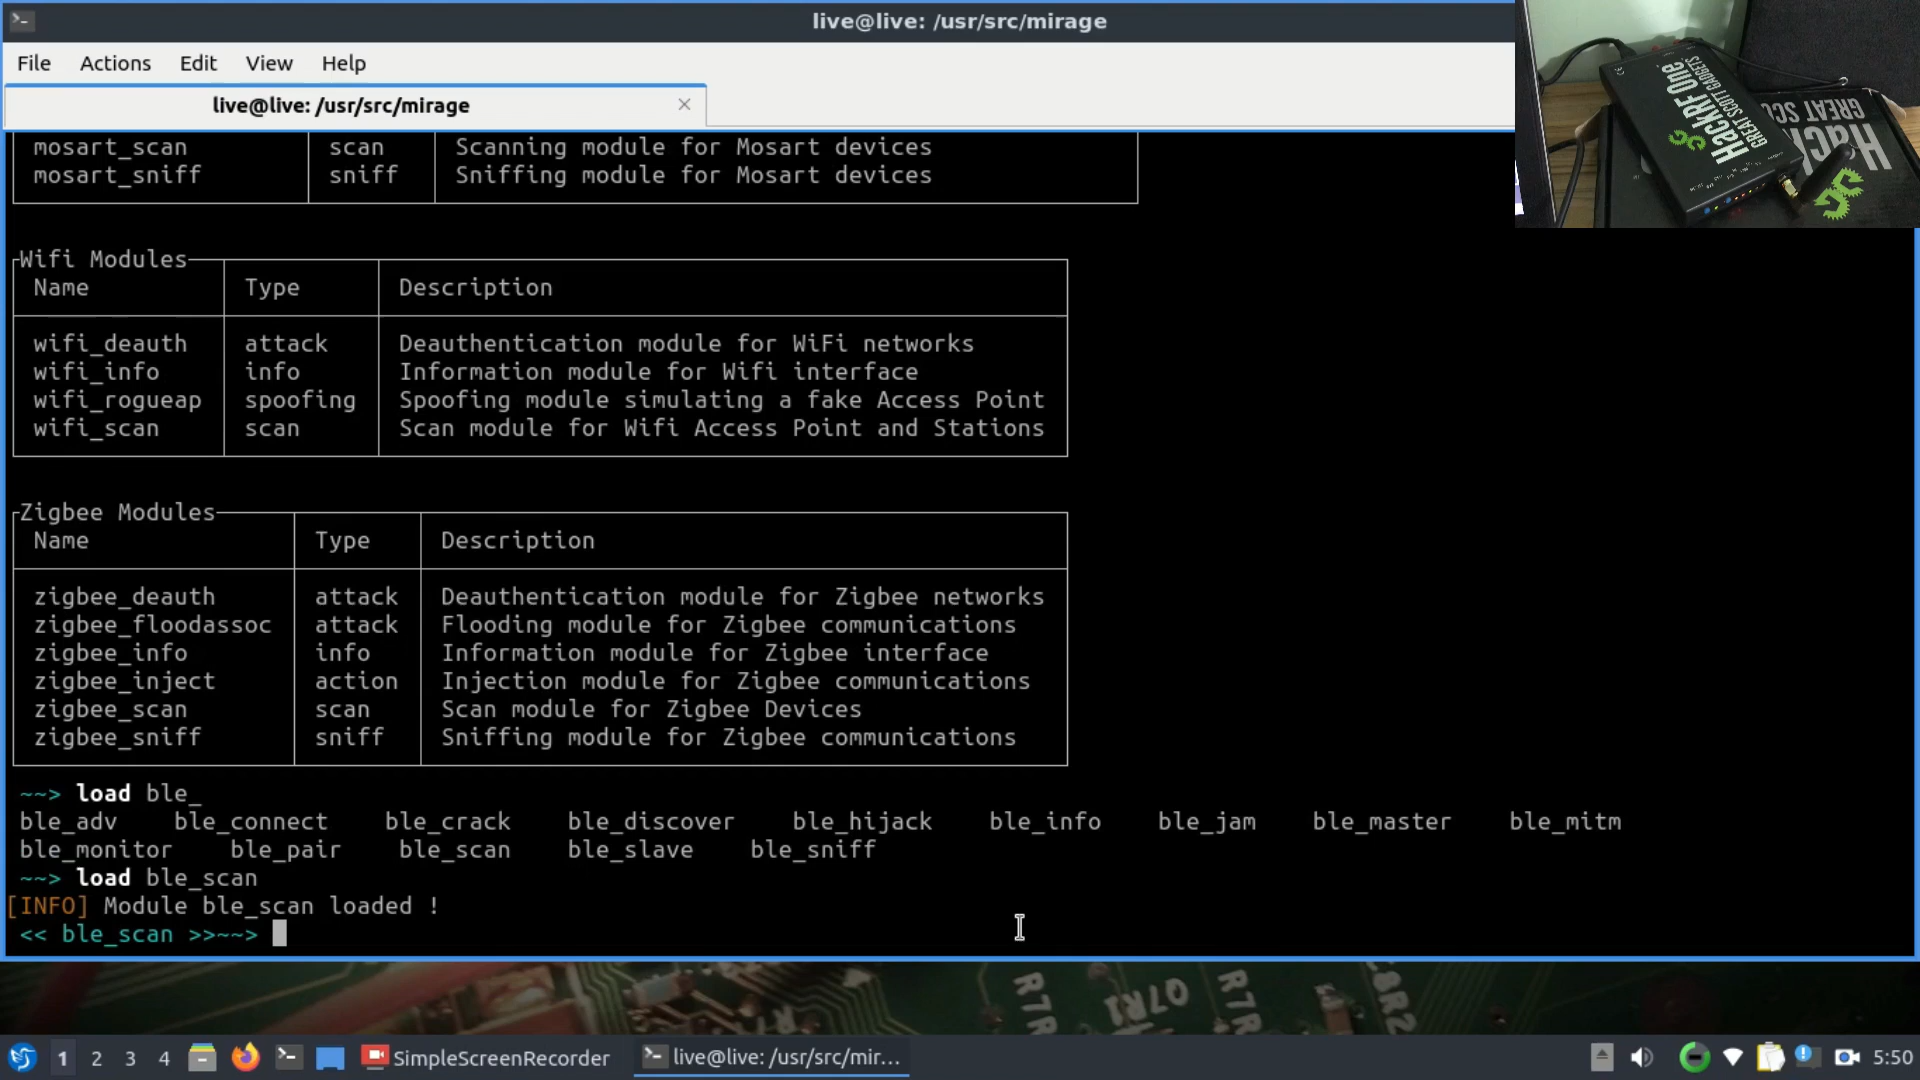 live@live: /usr/src/mirage
File Actions Edit View Help
live@live: /usr/src/mirage ×
mosart_scan scan Scanning module for Mosart devices
mosart_sniff sniff Sniffing module for Mosart devices
Wifi Modules
Name Type Description
wifi_deauth attack Deauthentication module for WiFi networks
wifi_info info Information module for Wifi interface
wifi_rogueap spoofing Spoofing module simulating a fake Access Point
wifi_scan scan Scan module for Wifi Access Point and Stations
Zigbee Modules
Name Type Description
zigbee_deauth attack Deauthentication module for Zigbee networks
zigbee_floodassoc attack Flooding module for Zigbee communications
zigbee_info info Information module for Zigbee interface
zigbee_inject action Injection module for Zigbee communications
zigbee_scan scan Scan module for Zigbee Devices
zigbee_sniff sniff Sniffing module for Zigbee communications
~~> load ble_
ble_adv ble_connect ble_crack ble_discover ble_hijack ble_info ble_jam ble_master ble_mitm
ble_monitor ble_pair ble_scan ble_slave ble_sniff
~~> load ble_scan
[INFO] Module ble_scan loaded !
<< ble_scan >>~~>
HackRF One
GREAT SCOTT GADGETS
Hack
GREAT SC
R7R
Q7R1
R7R
1 2 3 4 SimpleScreenRecorder live@live: /usr/src/mir... 5:50